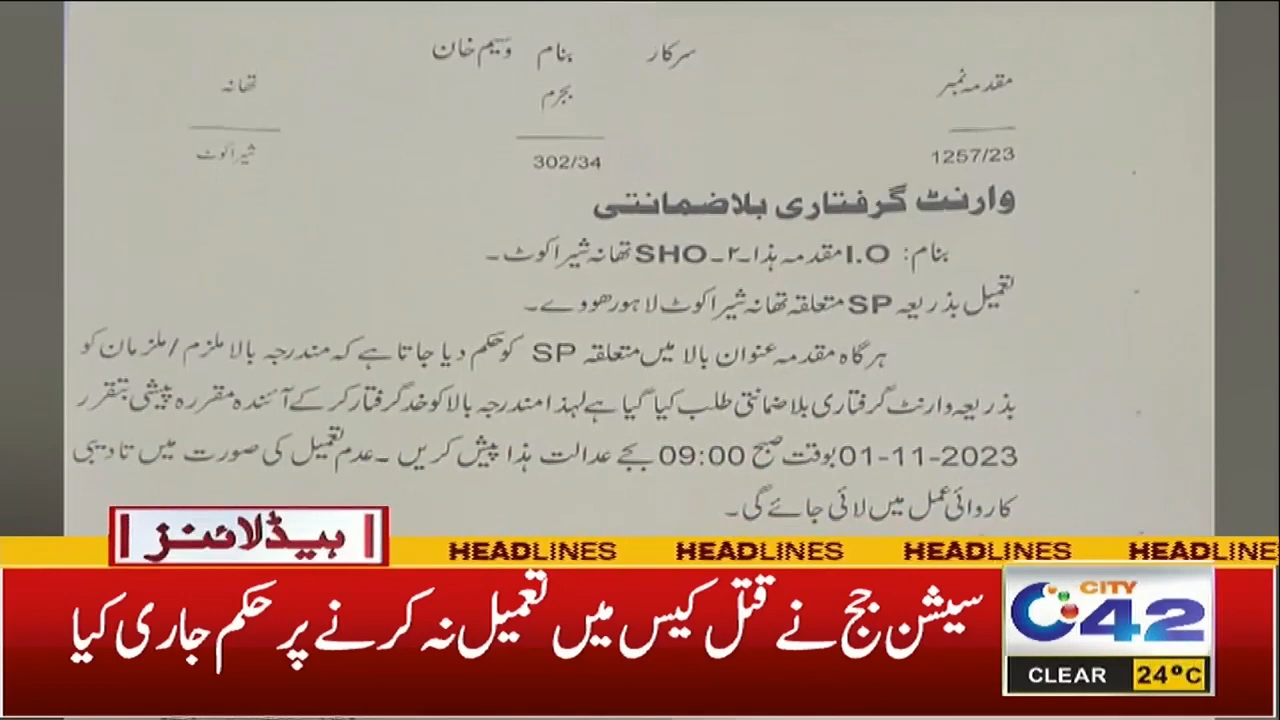 سرکار بنام وسیم خان
مقدمہ نمبر بجرم تھانہ
1257/23 302/34 شیراکوٹ
وارنٹ گرفتاری بلاضمانتی
بنام: I.O مقدمہ ہذا۔۲۔SHO تھانہ شیراکوٹ۔
تعمیل بذریعہ SP متعلقہ تھانہ شیراکوٹ لاہور ھووے۔
ہرگاہ مقدمہ عنوان بالا میں متعلقہ SP کو حکم دیا جاتا ہے کہ مندرجہ بالا ملزم/ملزمان کو
بذریعہ وارنٹ گرفتاری بلاضمانتی طلب کیا گیا ہے لہذا مندرجہ بالا کو خد گرفتار کر کے آئندہ مقررہ پیشی بتقرر
01-11-2023 بوقت صبح 09:00 بجے عدالت ہذا پیش کریں۔ عدم تعمیل کی صورت میں تادیبی
کاروائی عمل میں لائی جائے گی۔
ہیڈلائنز
HEADLINES HEADLINES HEADLINES HEADLINES
سیشن جج نے قتل کیس میں تعمیل نہ کرنے پر حکم جاری کیا
CITY
42
CLEAR 24°C